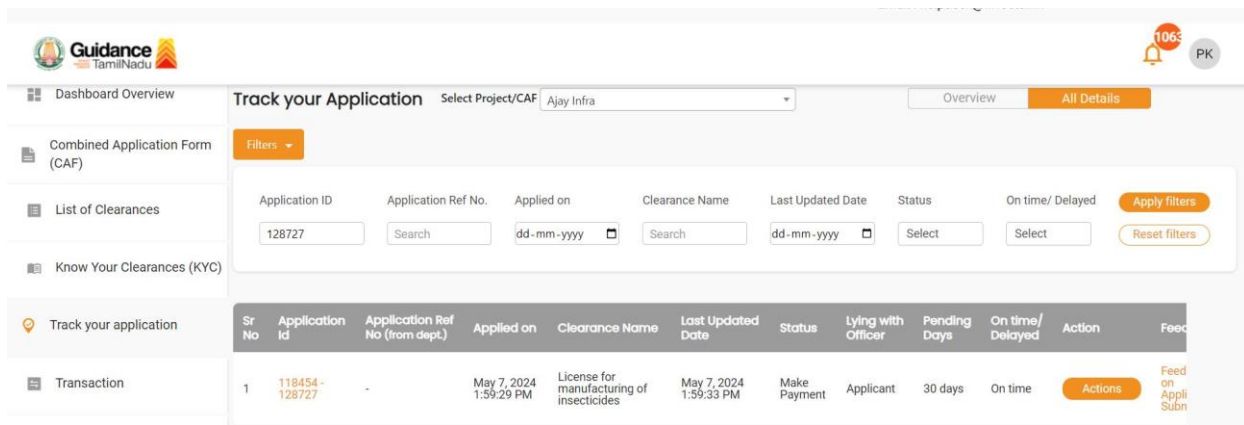 Guidance
TamilNadu
1063
PK
Dashboard Overview
Track your Application
Select Project/CAF
Ajay Infra
Overview
All Details
Combined Application Form
(CAF)
Filters
List of Clearances
Application ID
Application Ref No.
Applied on
Clearance Name
Last Updated Date
Status
On time/ Delayed
Apply filters
128727
Search
dd-mm-yyyy
Search
dd-mm-yyyy
Select
Select
Reset filters
Know Your Clearances (KYC)
Track your application
Sr
No
Application
Id
Application Ref
No (from dept.)
Applied on
Clearance Name
Last Updated
Date
Status
Lying with
Officer
Pending
Days
On time/
Delayed
Action
Feed
Transaction
1
118454 -
128727
-
May 7, 2024
1:59:29 PM
License for
manufacturing of
insecticides
May 7, 2024
1:59:33 PM
Make
Payment
Applicant
30 days
On time
Actions
Feed
on
Appli
Subm